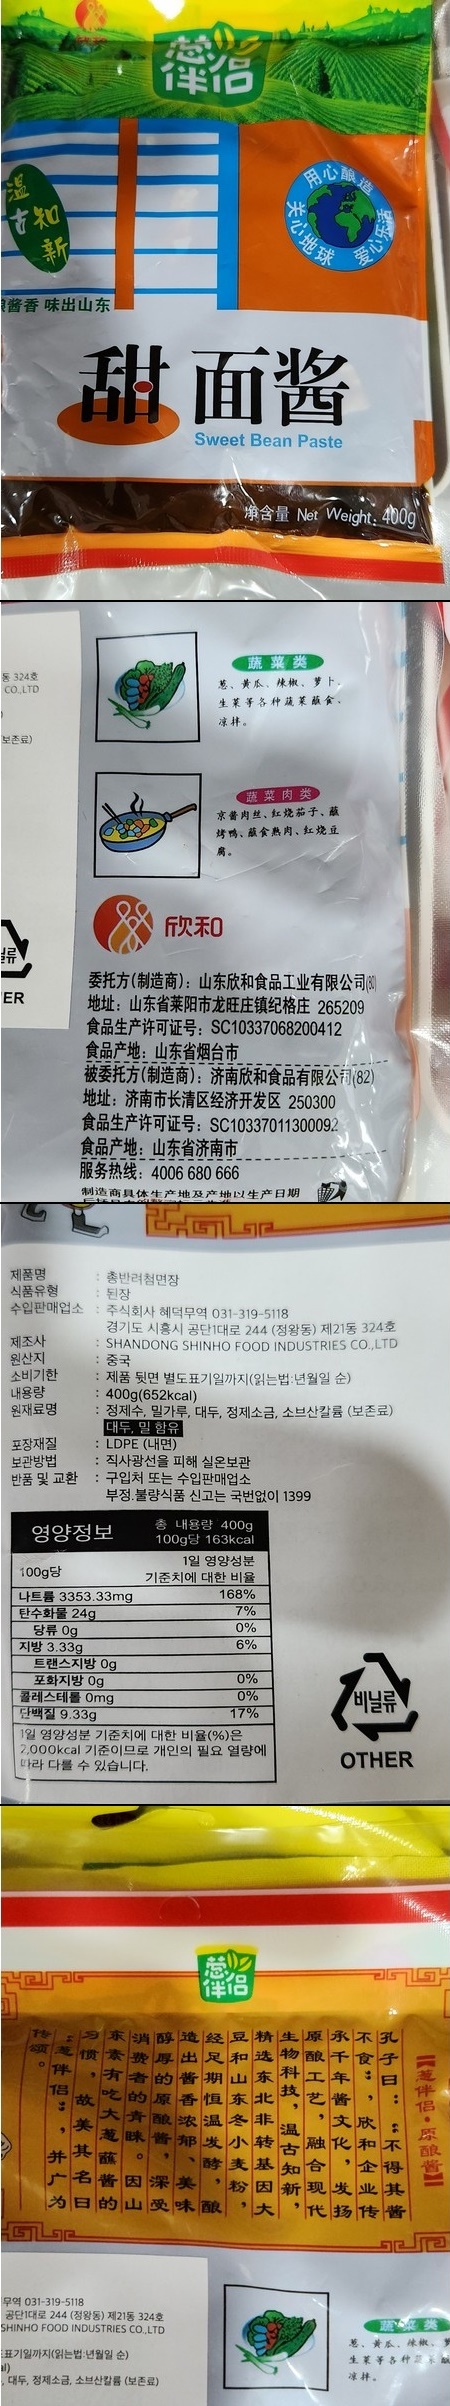 欣和
葱伴侣
温古知新
用心酿造
关心地球 爱心生活
酿酱香 味出山东
甜面酱
Sweet Bean Paste
净含量 Net Weight: 400g
동 324호
CO.,LTD
보존료)
蔬菜类
葱、黄瓜、辣椒、萝卜、
生菜等各种蔬菜蘸食、
凉拌。
蔬菜肉类
京酱肉丝、红烧茄子、蘸
烤鸭、蘸食熟肉、红烧豆
腐。
欣和
委托方(制造商): 山东欣和食品工业有限公司(80)
地址: 山东省莱阳市龙旺庄镇纪格庄 265209
食品生产许可证号: SC10337068200412
食品产地: 山东省烟台市
被委托方(制造商): 济南欣和食品有限公司(82)
地址: 济南市长清区经济开发区 250300
食品生产许可证号: SC10337011300092
食品产地: 山东省济南市
服务热线: 4006 680 666
制造商具体生产地及产地以生产日期
제품명 : 총반려첨면장
식품유형 : 된장
수입판매업소 : 주식회사 혜덕무역 031-319-5118
경기도 시흥시 공단1대로 244 (정왕동) 제21동 324호
제조사 : SHANDONG SHINHO FOOD INDUSTRIES CO.,LTD
원산지 : 중국
소비기한 : 제품 뒷면 별도표기일까지(읽는법:년월일 순)
내용량 : 400g(652kcal)
원재료명 : 정제수, 밀가루, 대두, 정제소금, 소브산칼륨 (보존료)
대두, 밀 함유
포장재질 : LDPE (내면)
보관방법 : 직사광선을 피해 실온보관
반품 및 교환 : 구입처 또는 수입판매업소
부정.불량식품 신고는 국번없이 1399
영양정보 총 내용량 400g
100g당 163kcal
100g당 1일 영양성분
기준치에 대한 비율
나트륨 3353.33mg 168%
탄수화물 24g 7%
당류 0g 0%
지방 3.33g 6%
트랜스지방 0g
포화지방 0g 0%
콜레스테롤 0mg 0%
단백질 9.33g 17%
1일 영양성분 기준치에 대한 비율(%)은
2,000kcal 기준이므로 개인의 필요 열량에
따라 다를 수 있습니다.
비닐류
OTHER
葱伴侣
【葱伴侣·原酿酱】
孔子曰：“不得其酱
不食”，欣和企业传
承千年酱文化，发扬
原酿工艺，融合现代
生物科技，温古知新，
精选东北非转基因大
豆和山东冬小麦粉，
经足期恒温发酵，酿
造出酱香浓郁、美味
醇厚的原酿酱，深受
消费者的青睐。因山
东素有吃大葱蘸酱的
习惯，故美其名曰
“葱伴侣”，并广为
传颂。
무역 031-319-5118
공단1대로 244 (정왕동) 제21동 324호
SHINHO FOOD INDUSTRIES CO.,LTD
도표기일까지(읽는법:년월일 순)
al)
대두, 정제소금, 소브산칼륨 (보존료)
蔬菜类
葱、黄瓜、辣椒、萝
生菜等各种蔬菜蘸
凉拌。